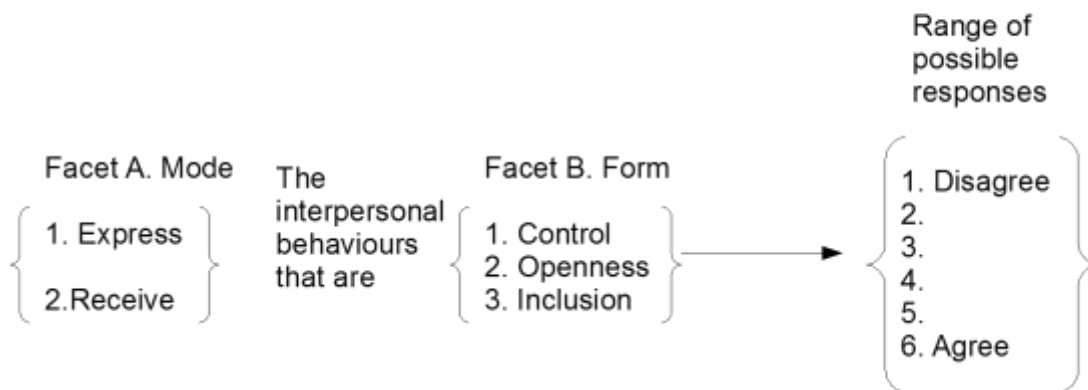 Facet A. Mode
1. Express
2.Receive
The
interpersonal
behaviours
that are
Facet B. Form
1. Control
2. Openness
3. Inclusion
Range of
possible
responses
1. Disagree
2.
3.
4.
5.
6. Agree